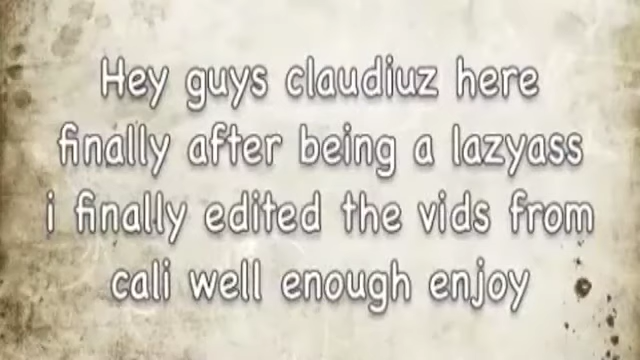 Hey guys claudiuz here
finally after being a lazyass
i finally edited the vids from
cali well enough enjoy